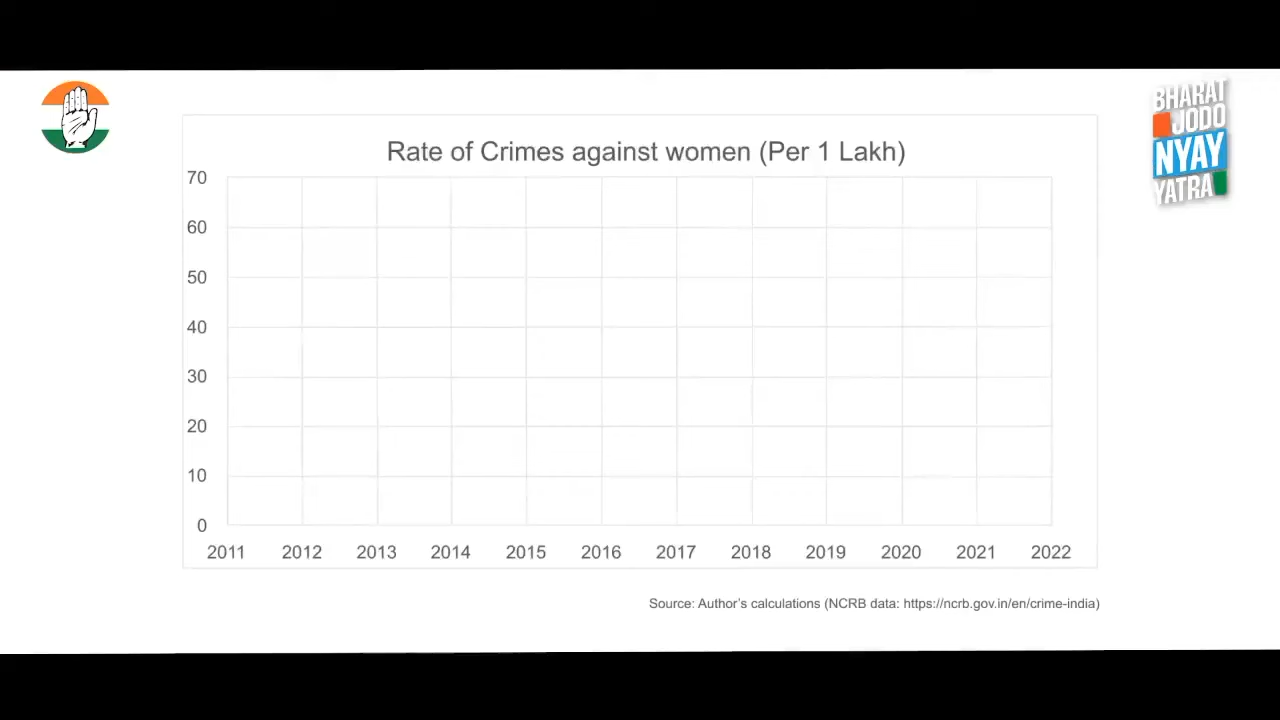 Rate of Crimes against women (Per 1 Lakh)
BHARAT
JODO
NYAY
YATRA
70
60
50
40
30
20
10
0
2011 2012 2013 2014 2015 2016 2017 2018 2019 2020 2021 2022
Source: Author's calculations (NCRB data: https://ncrb.gov.in/en/crime-india)